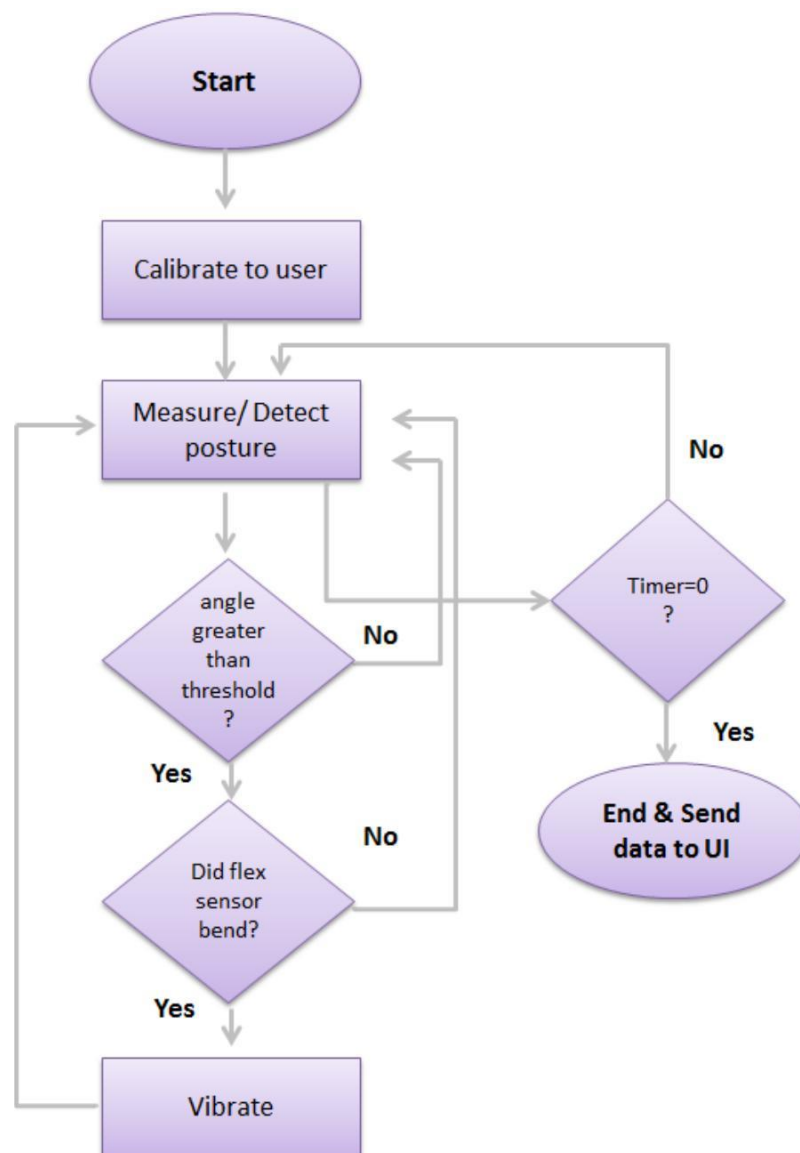 Start
Calibrate to user
Measure/ Detect
posture
No
angle
greater
than
threshold
?
No
Timer=0
?
Yes
Yes
Did flex
sensor
bend?
No
End & Send
data to UI
Yes
Vibrate